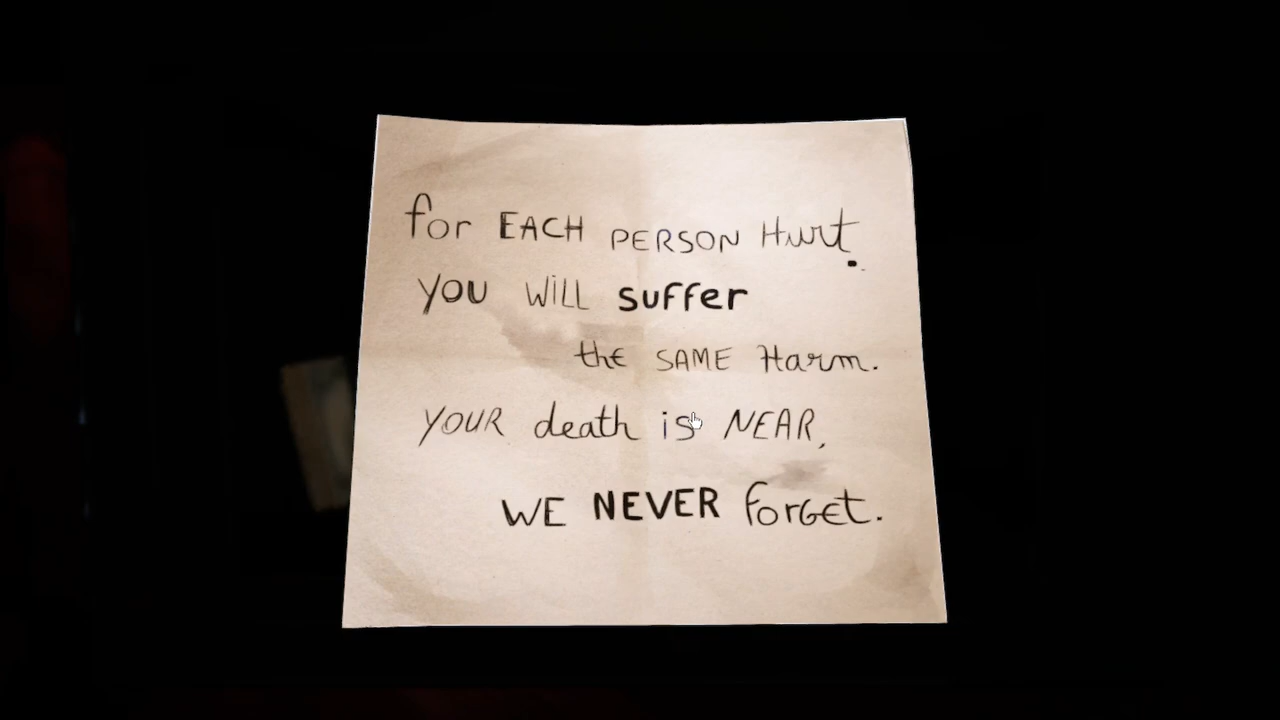 for EACH PERSON Hurt.
YOU WiLL suffer
the SAME Harm.
YOUR death is NEAR,
WE NEVER forGET.